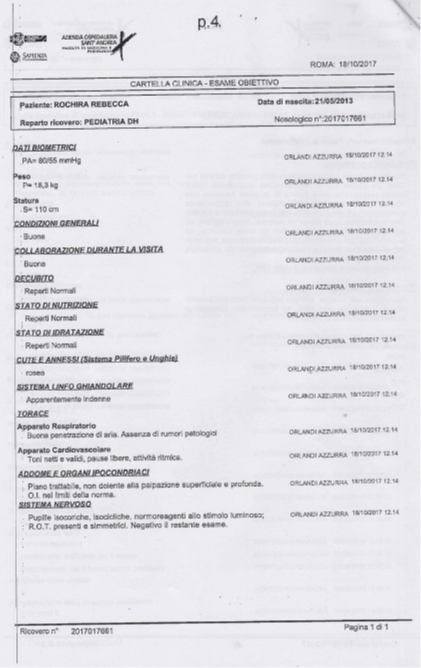 p.4.
AZIENDA OSPEDALIERA
SANT'ANDREA
SAPIENZA
ROMA: 18/10/2017
CARTELLA CLINICA - ESAME OBIETTIVO
Paziente: ROCHIRA REBECCA Data di nascita: 21/05/2013
Reparto ricovero: PEDIATRIA DH Nosologico n°:2017017661
DATI BIOMETRICI
PA= 80/55 mmHg ORLANDI AZZURRA 18/10/2017 12.14
Peso
P= 18,3 kg ORLANDI AZZURRA 18/10/2017 12.14
Statura
S= 110 cm ORLANDI AZZURRA 18/10/2017 12.14
CONDIZIONI GENERALI
Buone ORLANDI AZZURRA 18/10/2017 12.14
COLLABORAZIONE DURANTE LA VISITA
Buona ORLANDI AZZURRA 18/10/2017 12.14
DECUBITO
Reperti Normali ORLANDI AZZURRA 18/10/2017 12.14
STATO DI NUTRIZIONE
Reperti Normali ORLANDI AZZURRA 18/10/2017 12.14
STATO DI IDRATAZIONE
Reperti Normali ORLANDI AZZURRA 18/10/2017 12.14
CUTE E ANNESSI (Sistema Pilifero e Unghie)
rosea ORLANDI AZZURRA 18/10/2017 12.14
SISTEMA LINFO GHIANDOLARE
Apparentemente indenne ORLANDI AZZURRA 18/10/2017 12.14
TORACE
Apparato Respiratorio
Buona penetrazione di aria. Assenza di rumori patologici ORLANDI AZZURRA 18/10/2017 12.14
Apparato Cardiovascolare
Toni netti e validi, pause libere, attività ritmica. ORLANDI AZZURRA 18/10/2017 12.14
ADDOME E ORGANI IPOCONDRIACI
Piano trattabile, non dolente alla palpazione superficiale e profonda. ORLANDI AZZURRA 18/10/2017 12.14
O.I. nei limiti della norma.
SISTEMA NERVOSO
Pupille isocoriche, isocicliche, normoreagenti allo stimolo luminoso; ORLANDI AZZURRA 18/10/2017 12.14
R.O.T. presenti e simmetrici. Negativo il restante esame.
Ricovero n° 2017017661 Pagina 1 di 1